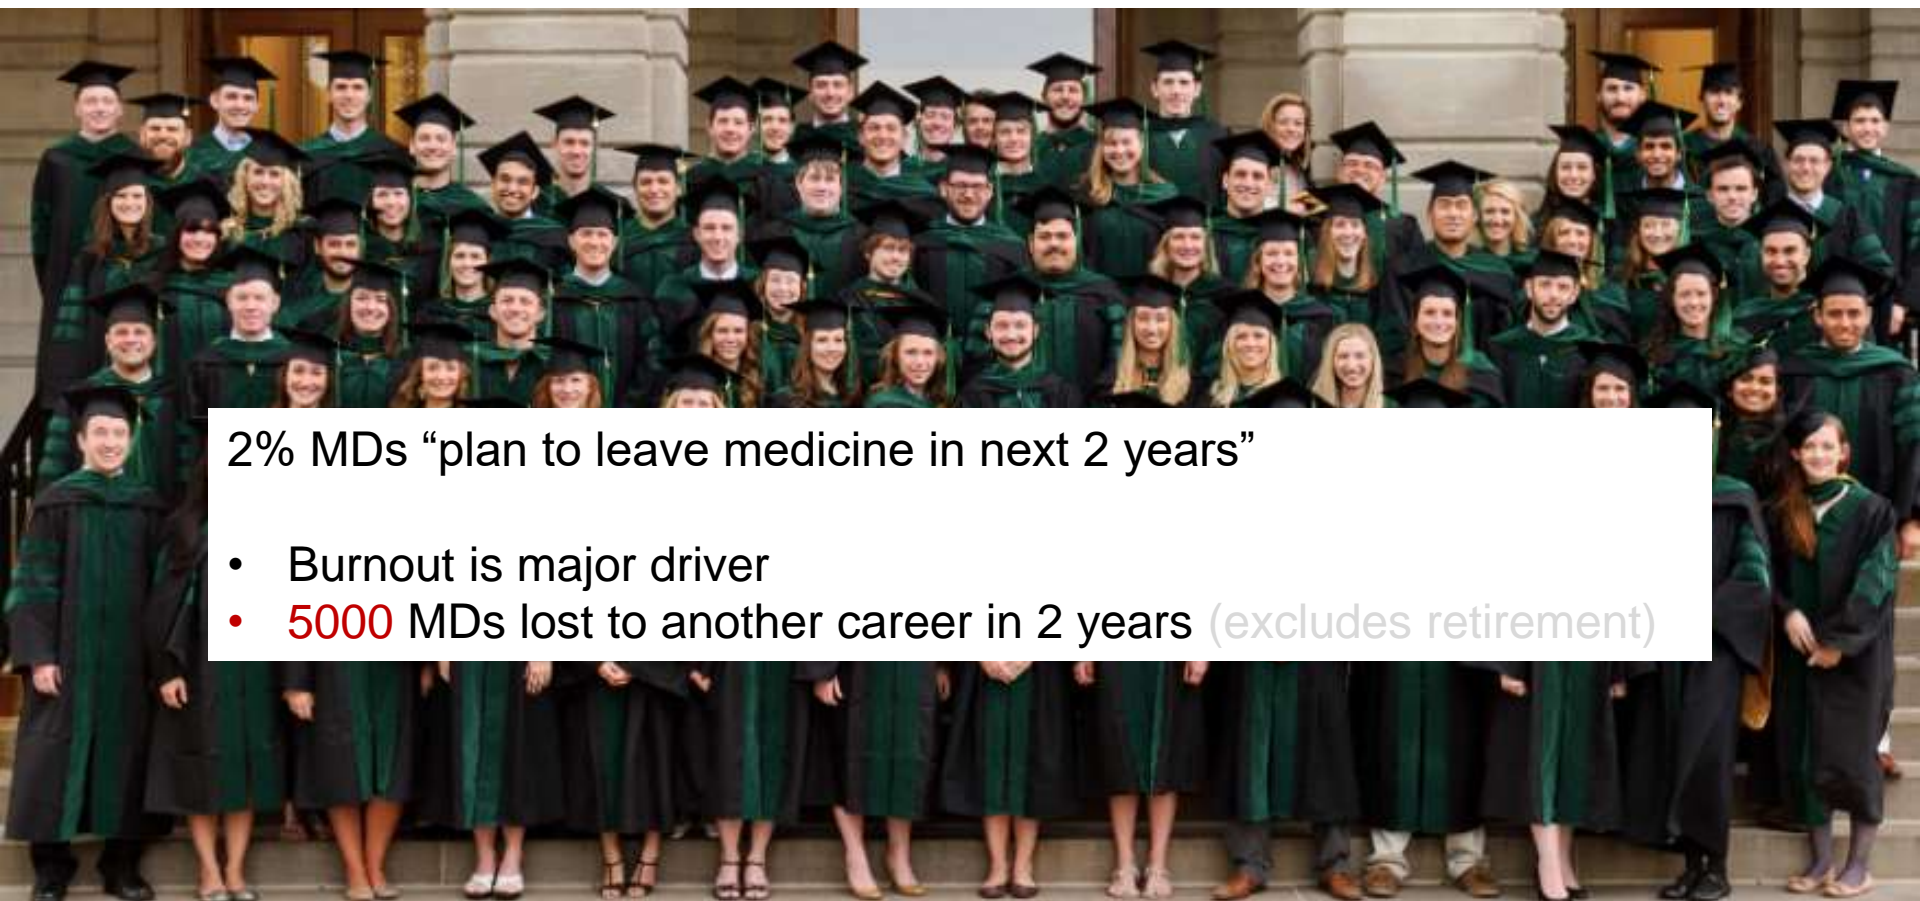 2% MDs “plan to leave medicine in next 2 years”
• Burnout is major driver
• 5000 MDs lost to another career in 2 years (excludes retirement)